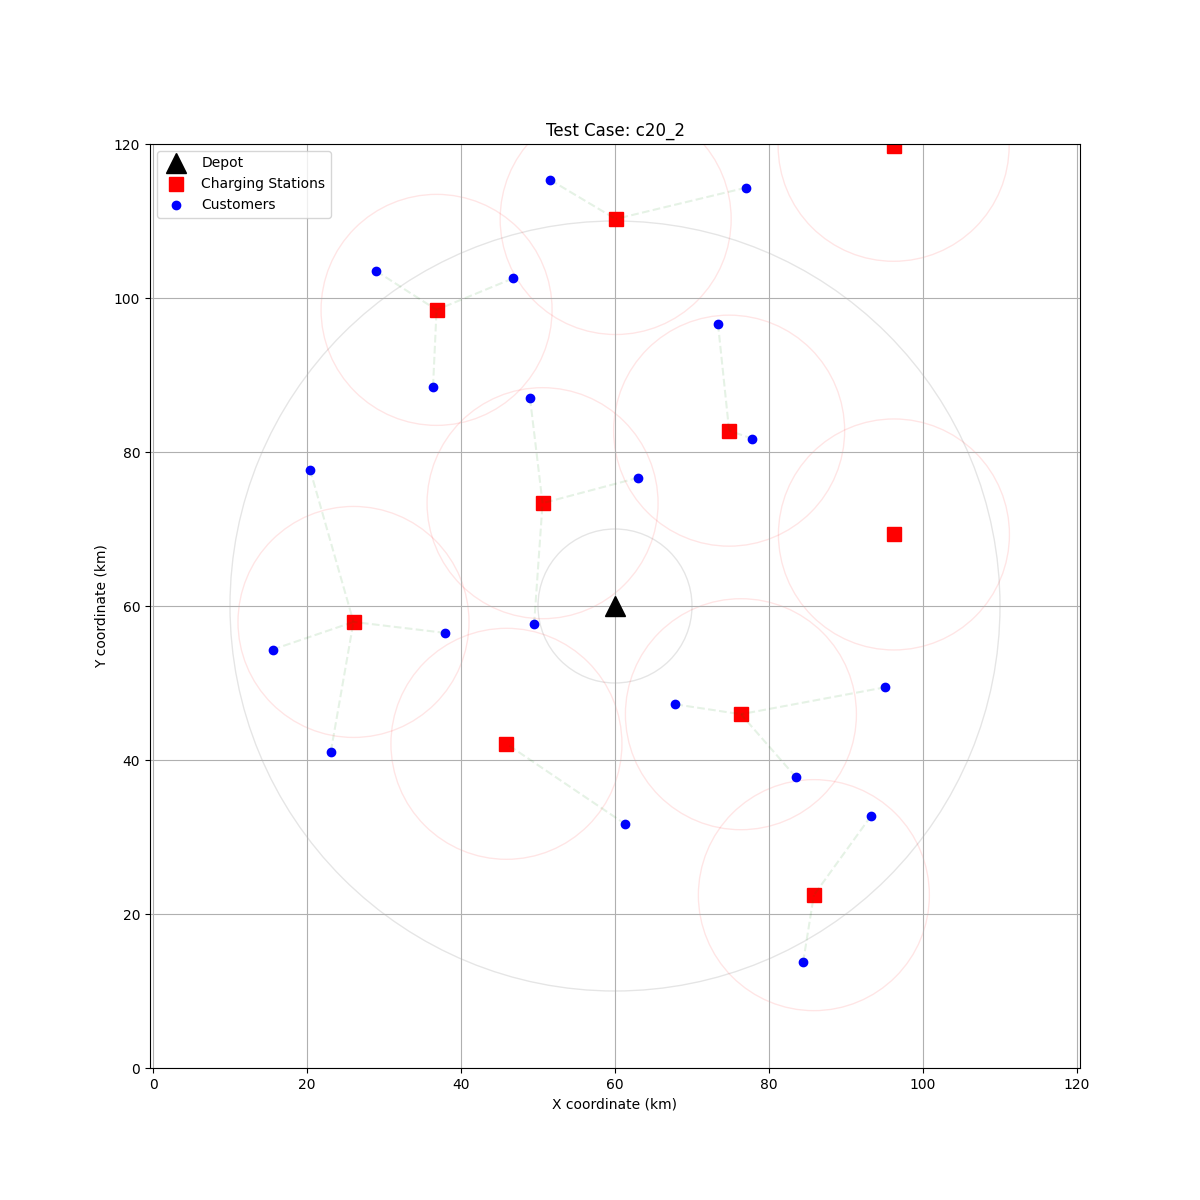 Test Case: c20_2
Depot
Charging Stations
Customers
120
100
80
60
40
20
0
Y coordinate (km)
0 20 40 60 80 100 120
X coordinate (km)